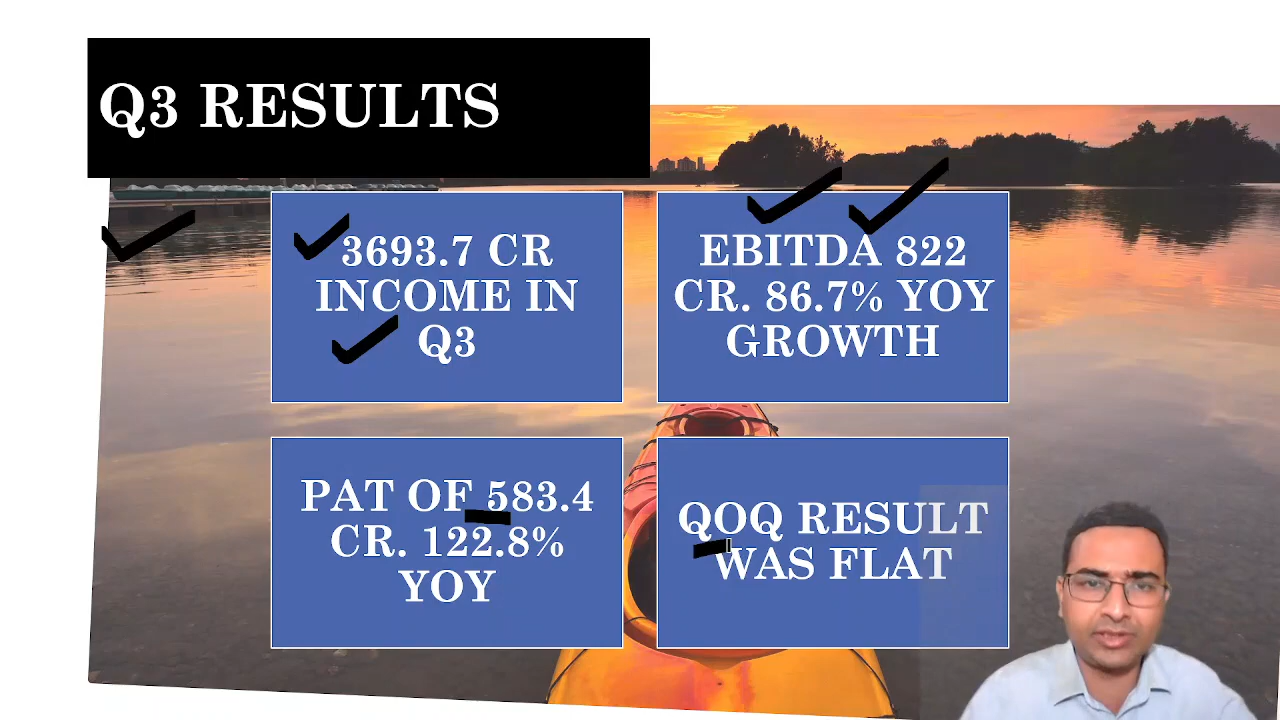 Q3 RESULTS
3693.7 CR
INCOME IN
Q3
EBITDA 822
CR. 86.7% YOY
GROWTH
PAT OF 583.4
CR. 122.8%
YOY
QOQ RESULT
WAS FLAT